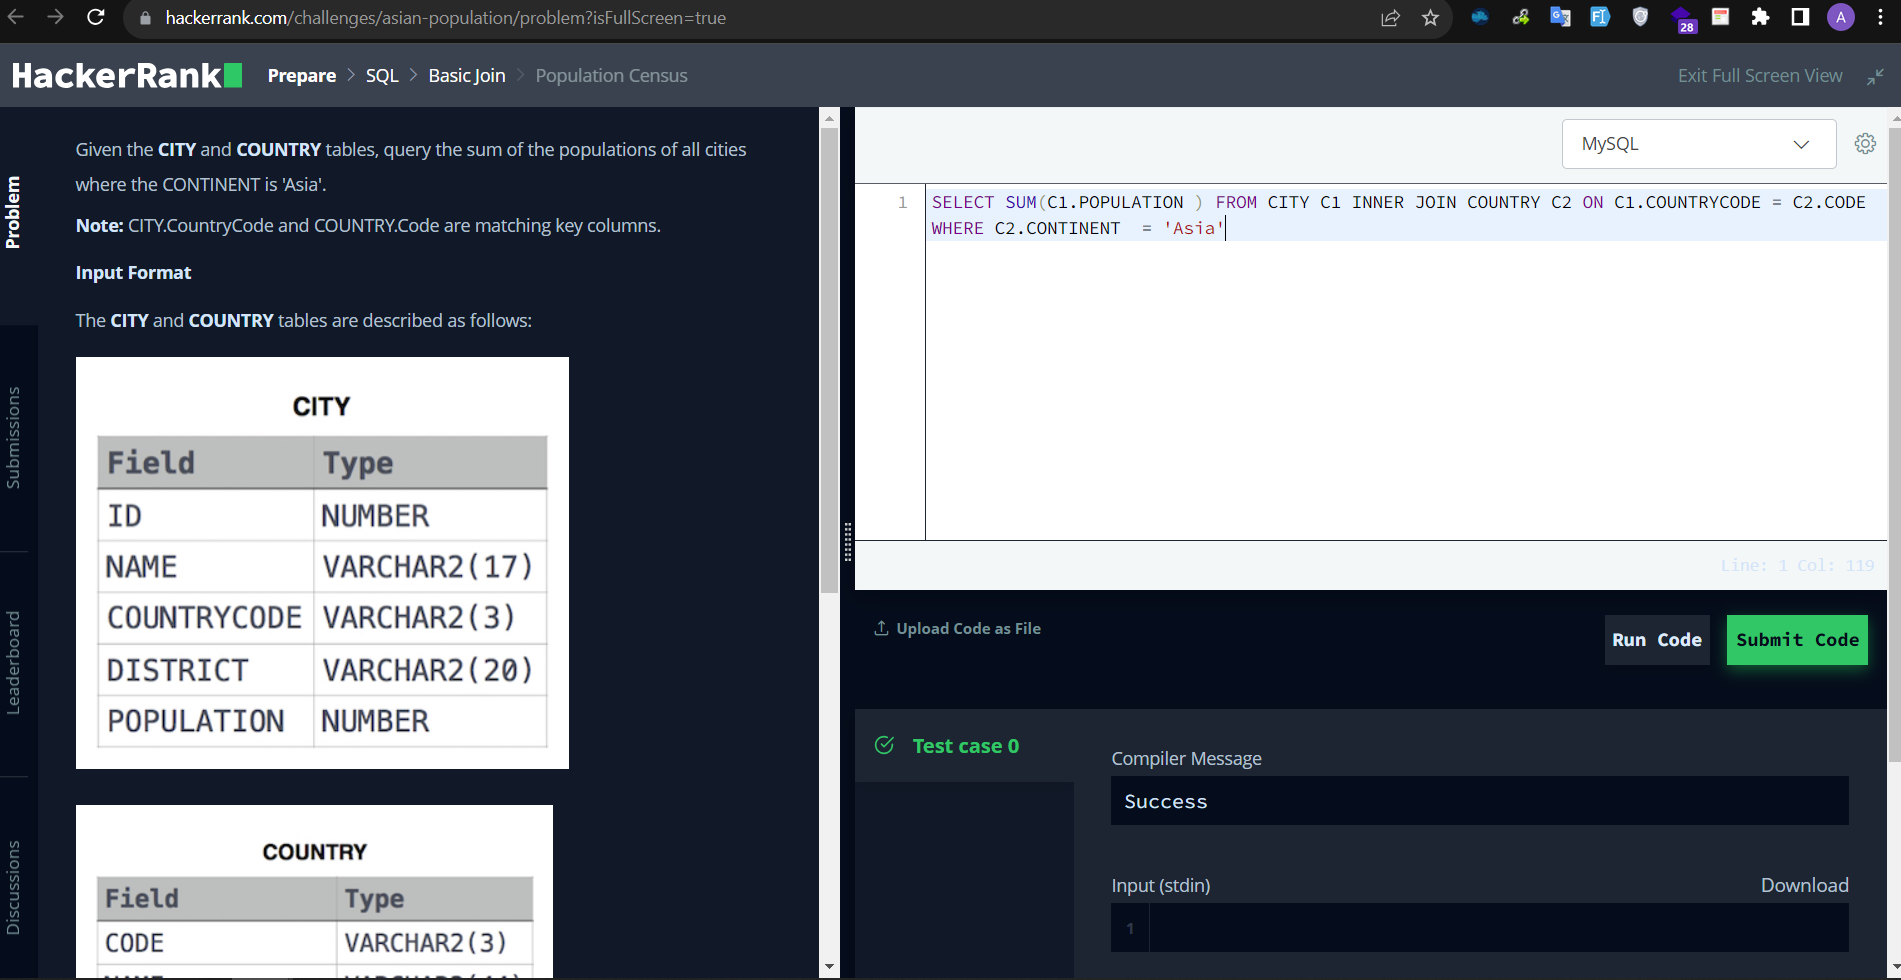 hackerrank.com/challenges/asian-population/problem?isFullScreen=true
28
A
HackerRank
Prepare > SQL > Basic Join > Population Census
Exit Full Screen View
Problem
Submissions
Leaderboard
Discussions
Given the CITY and COUNTRY tables, query the sum of the populations of all cities
where the CONTINENT is 'Asia'.
Note: CITY.CountryCode and COUNTRY.Code are matching key columns.
Input Format
The CITY and COUNTRY tables are described as follows:
CITY
Field Type
ID NUMBER
NAME VARCHAR2(17)
COUNTRYCODE VARCHAR2(3)
DISTRICT VARCHAR2(20)
POPULATION NUMBER
COUNTRY
Field Type
CODE VARCHAR2(3)
MySQL
1 SELECT SUM(C1.POPULATION ) FROM CITY C1 INNER JOIN COUNTRY C2 ON C1.COUNTRYCODE = C2.CODE
WHERE C2.CONTINENT  = 'Asia'
Line: 1 Col: 119
Upload Code as File
Run Code
Submit Code
Test case 0
Compiler Message
Success
Input (stdin)
Download
1